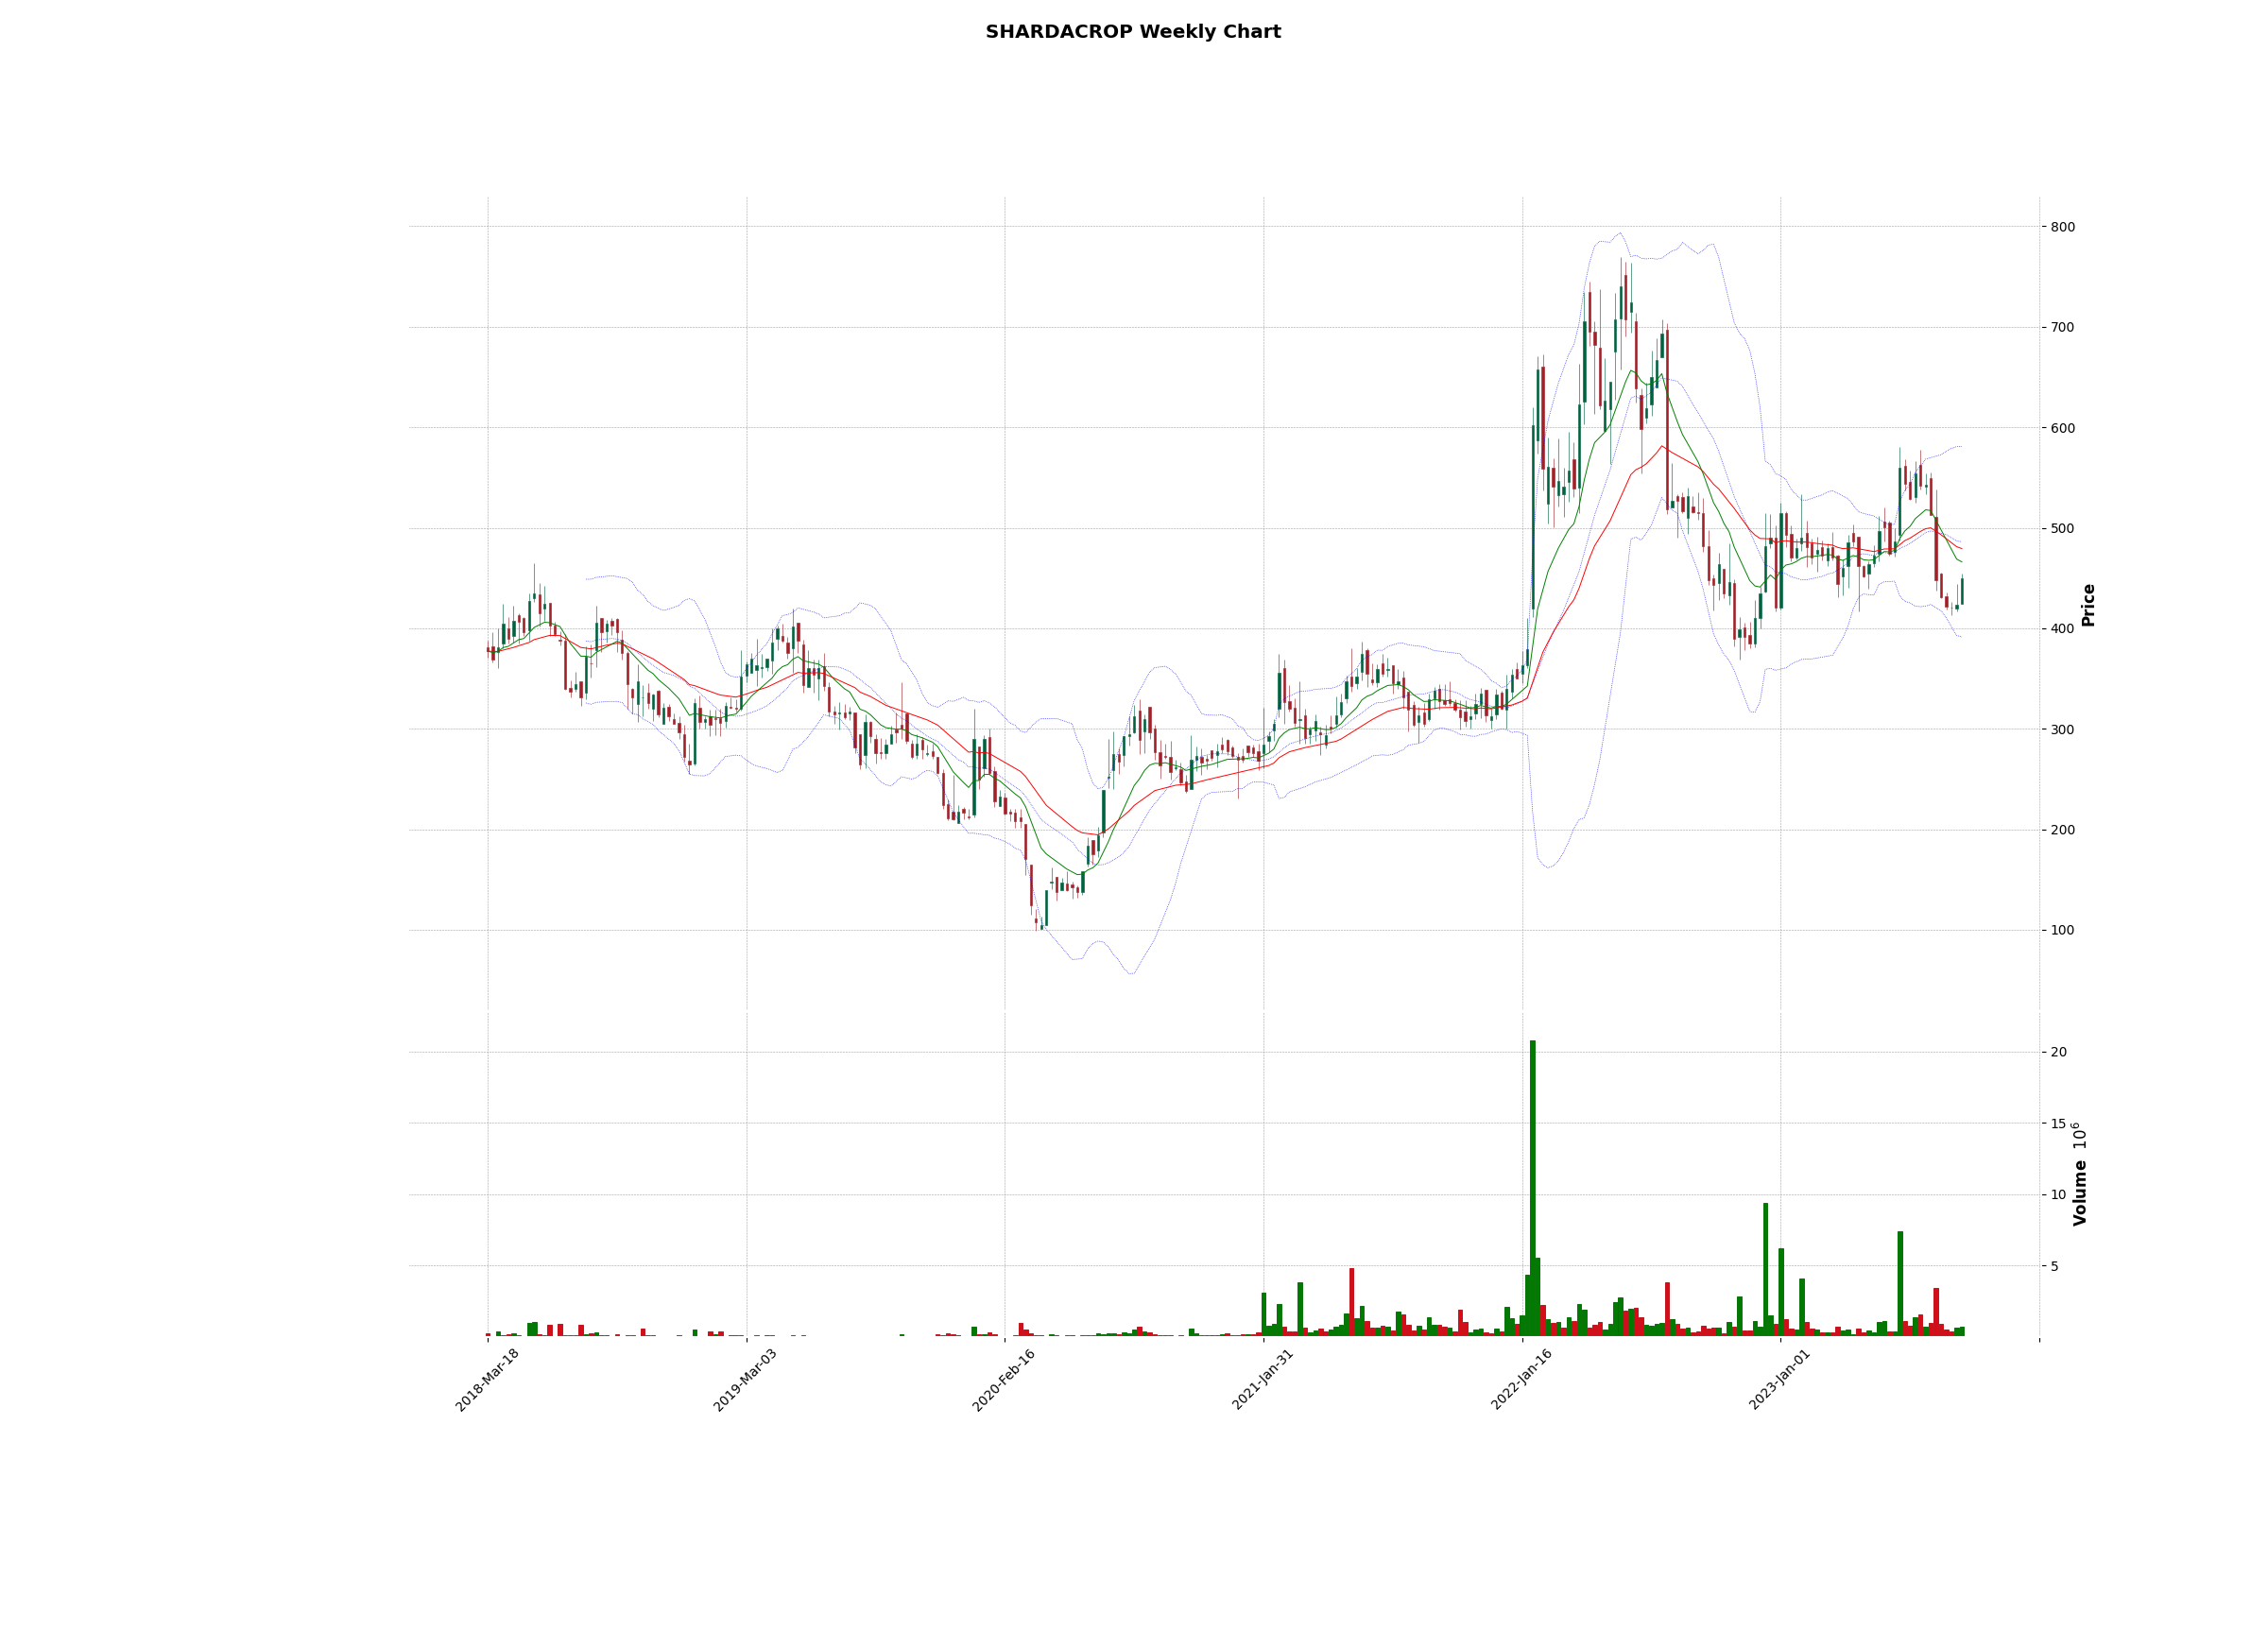 SHARDACROP Weekly Chart
800
700
600
500
400
300
200
100
Price
20
15
10
5
Volume 10^6
2018-Mar-18
2019-Mar-03
2020-Feb-16
2021-Jan-31
2022-Jan-16
2023-Jan-01